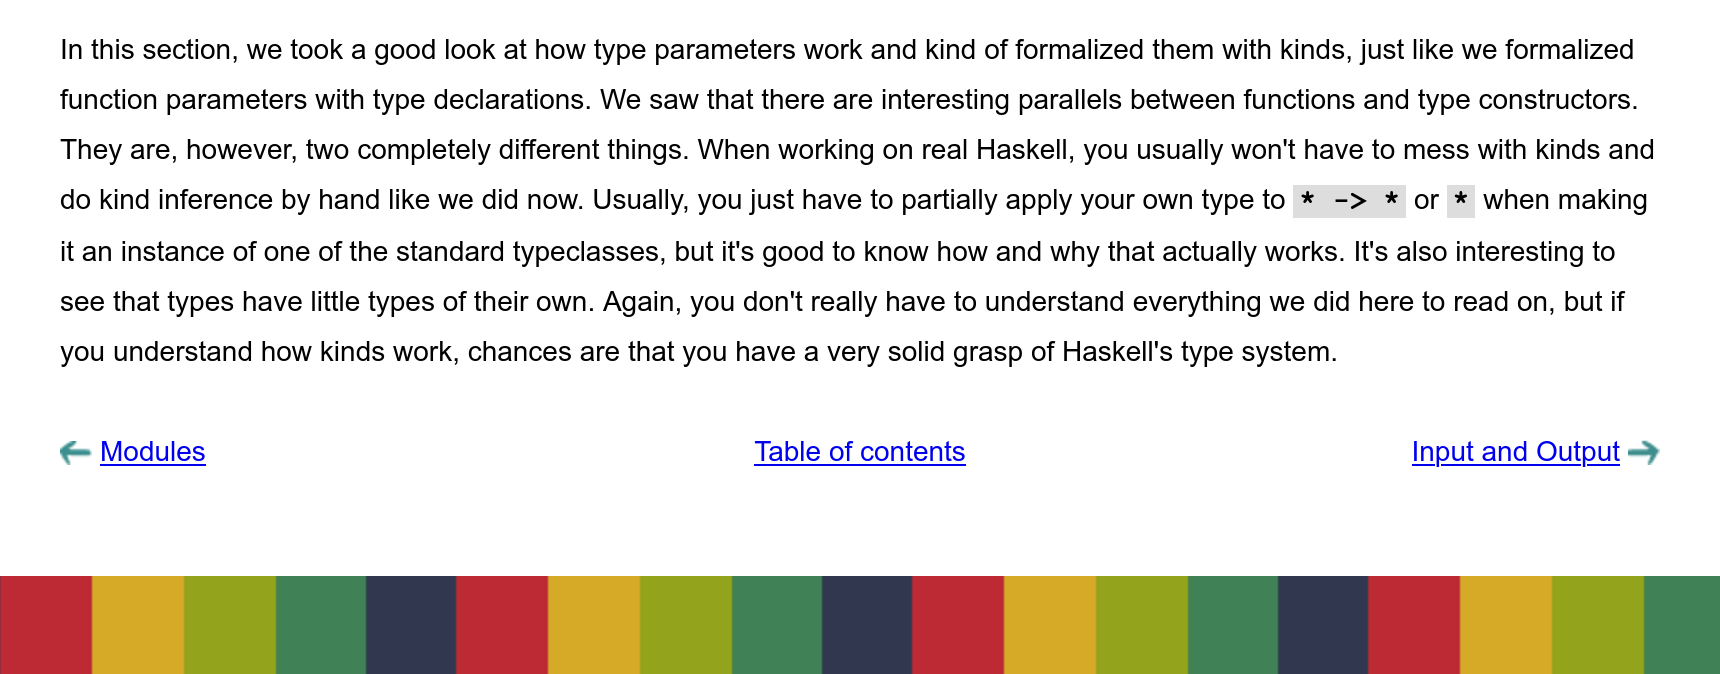 In this section, we took a good look at how type parameters work and kind of formalized them with kinds, just like we formalized
function parameters with type declarations. We saw that there are interesting parallels between functions and type constructors.
They are, however, two completely different things. When working on real Haskell, you usually won't have to mess with kinds and
do kind inference by hand like we did now. Usually, you just have to partially apply your own type to * -> * or * when making
it an instance of one of the standard typeclasses, but it's good to know how and why that actually works. It's also interesting to
see that types have little types of their own. Again, you don't really have to understand everything we did here to read on, but if
you understand how kinds work, chances are that you have a very solid grasp of Haskell's type system.
Modules
Table of contents
Input and Output